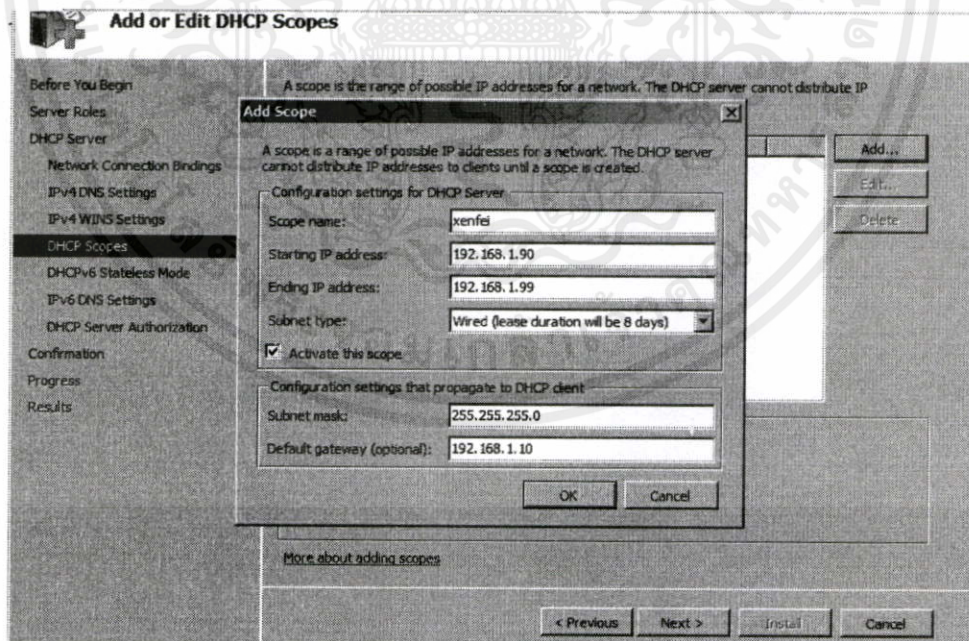 Add or Edit DHCP Scopes
Before You Begin
Server Roles
DHCP Server
Network Connection Bindings
IPv4 DNS Settings
IPv4 WINS Settings
DHCP Scopes
DHCPv6 Stateless Mode
IPv6 DNS Settings
DHCP Server Authorization
Confirmation
Progress
Results
A scope is the range of possible IP addresses for a network. The DHCP server cannot distribute IP
Add...
Edit...
Delete
Add Scope
A scope is a range of possible IP addresses for a network. The DHCP server
cannot distribute IP addresses to clients until a scope is created.
Configuration settings for DHCP Server
Scope name: xenfei
Starting IP address: 192.168.1.90
Ending IP address: 192.168.1.99
Subnet type: Wired (lease duration will be 8 days)
Activate this scope
Configuration settings that propagate to DHCP client
Subnet mask: 255.255.255.0
Default gateway (optional): 192.168.1.10
OK Cancel
More about adding scopes
< Previous Next > Install Cancel